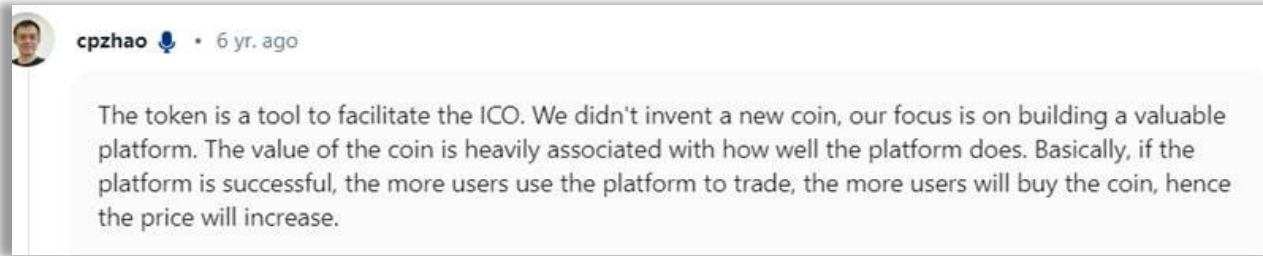 cpzhao • 6 yr. ago
The token is a tool to facilitate the ICO. We didn't invent a new coin, our focus is on building a valuable
platform. The value of the coin is heavily associated with how well the platform does. Basically, if the
platform is successful, the more users use the platform to trade, the more users will buy the coin, hence
the price will increase.